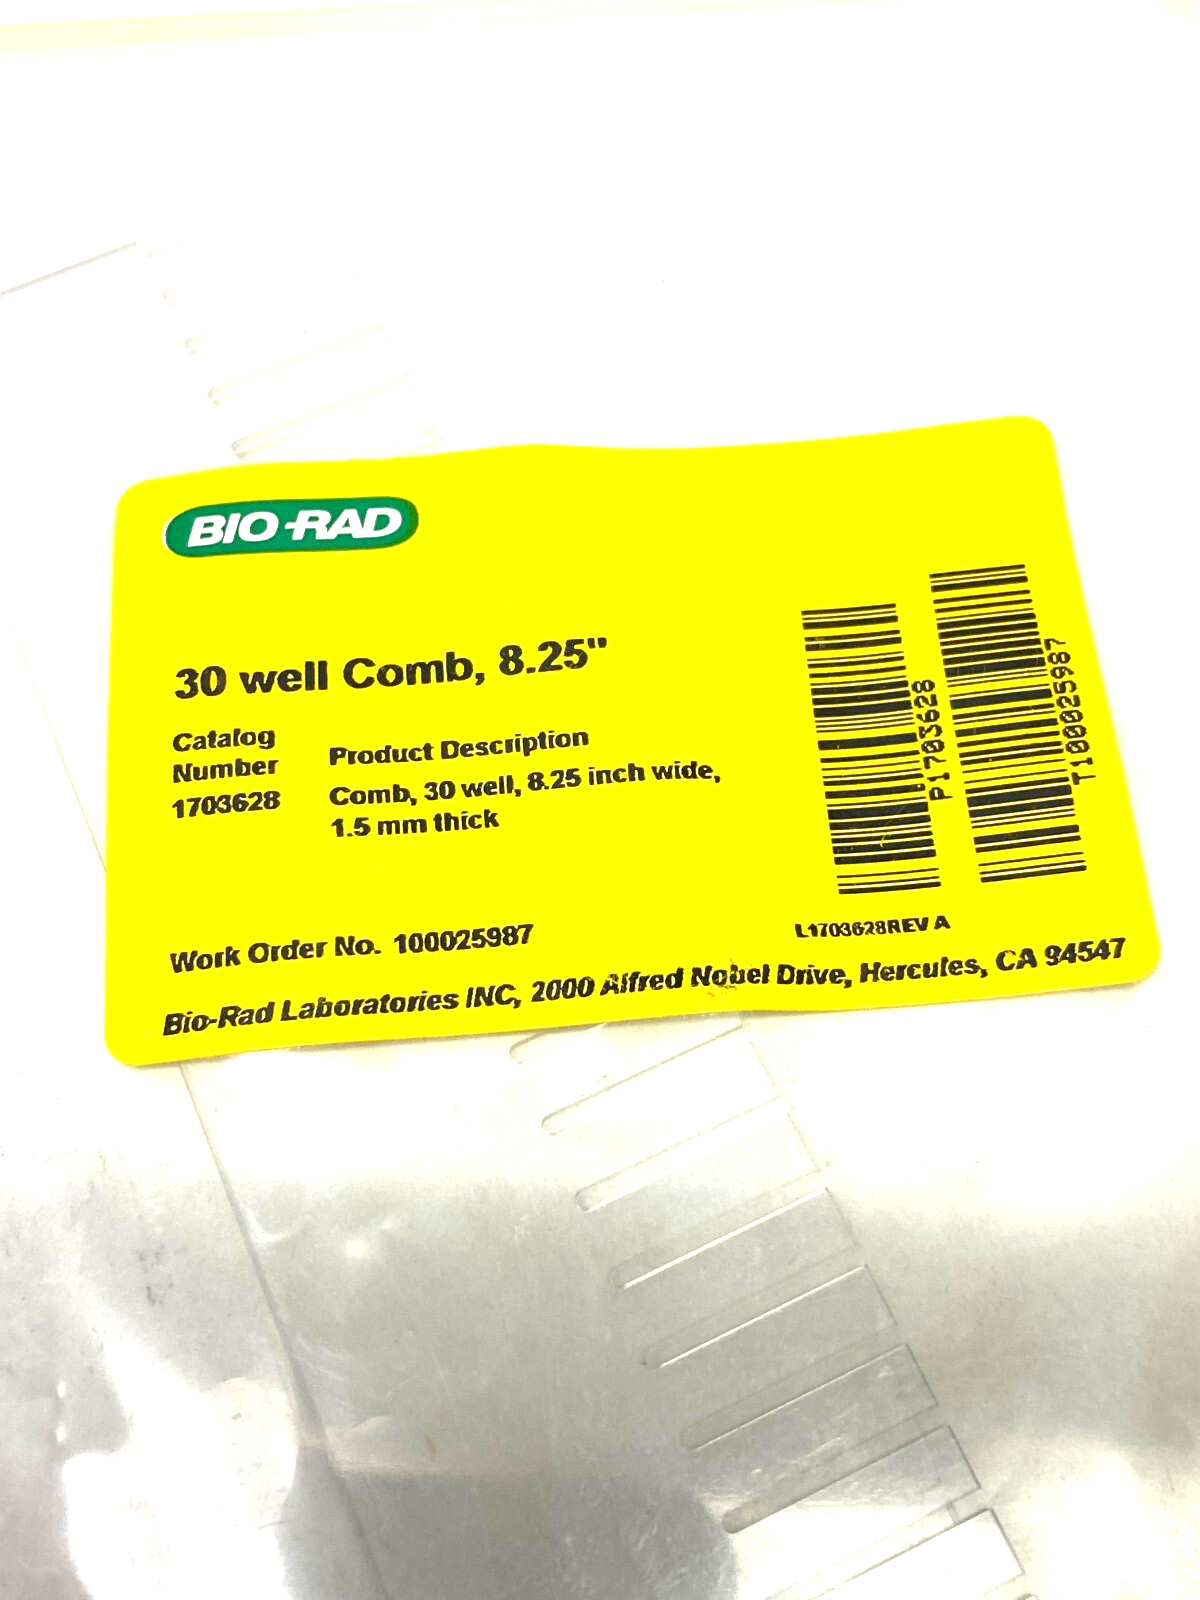 BIO-RAD
30 well Comb, 8.25"
Catalog
Number
1703628
Product Description
Comb, 30 well, 8.25 inch wide,
1.5 mm thick
P1703628
T100025987
L1703628REV A
Work Order No. 100025987
Bio-Rad Laboratories INC, 2000 Alfred Nobel Drive, Hercules, CA 94547